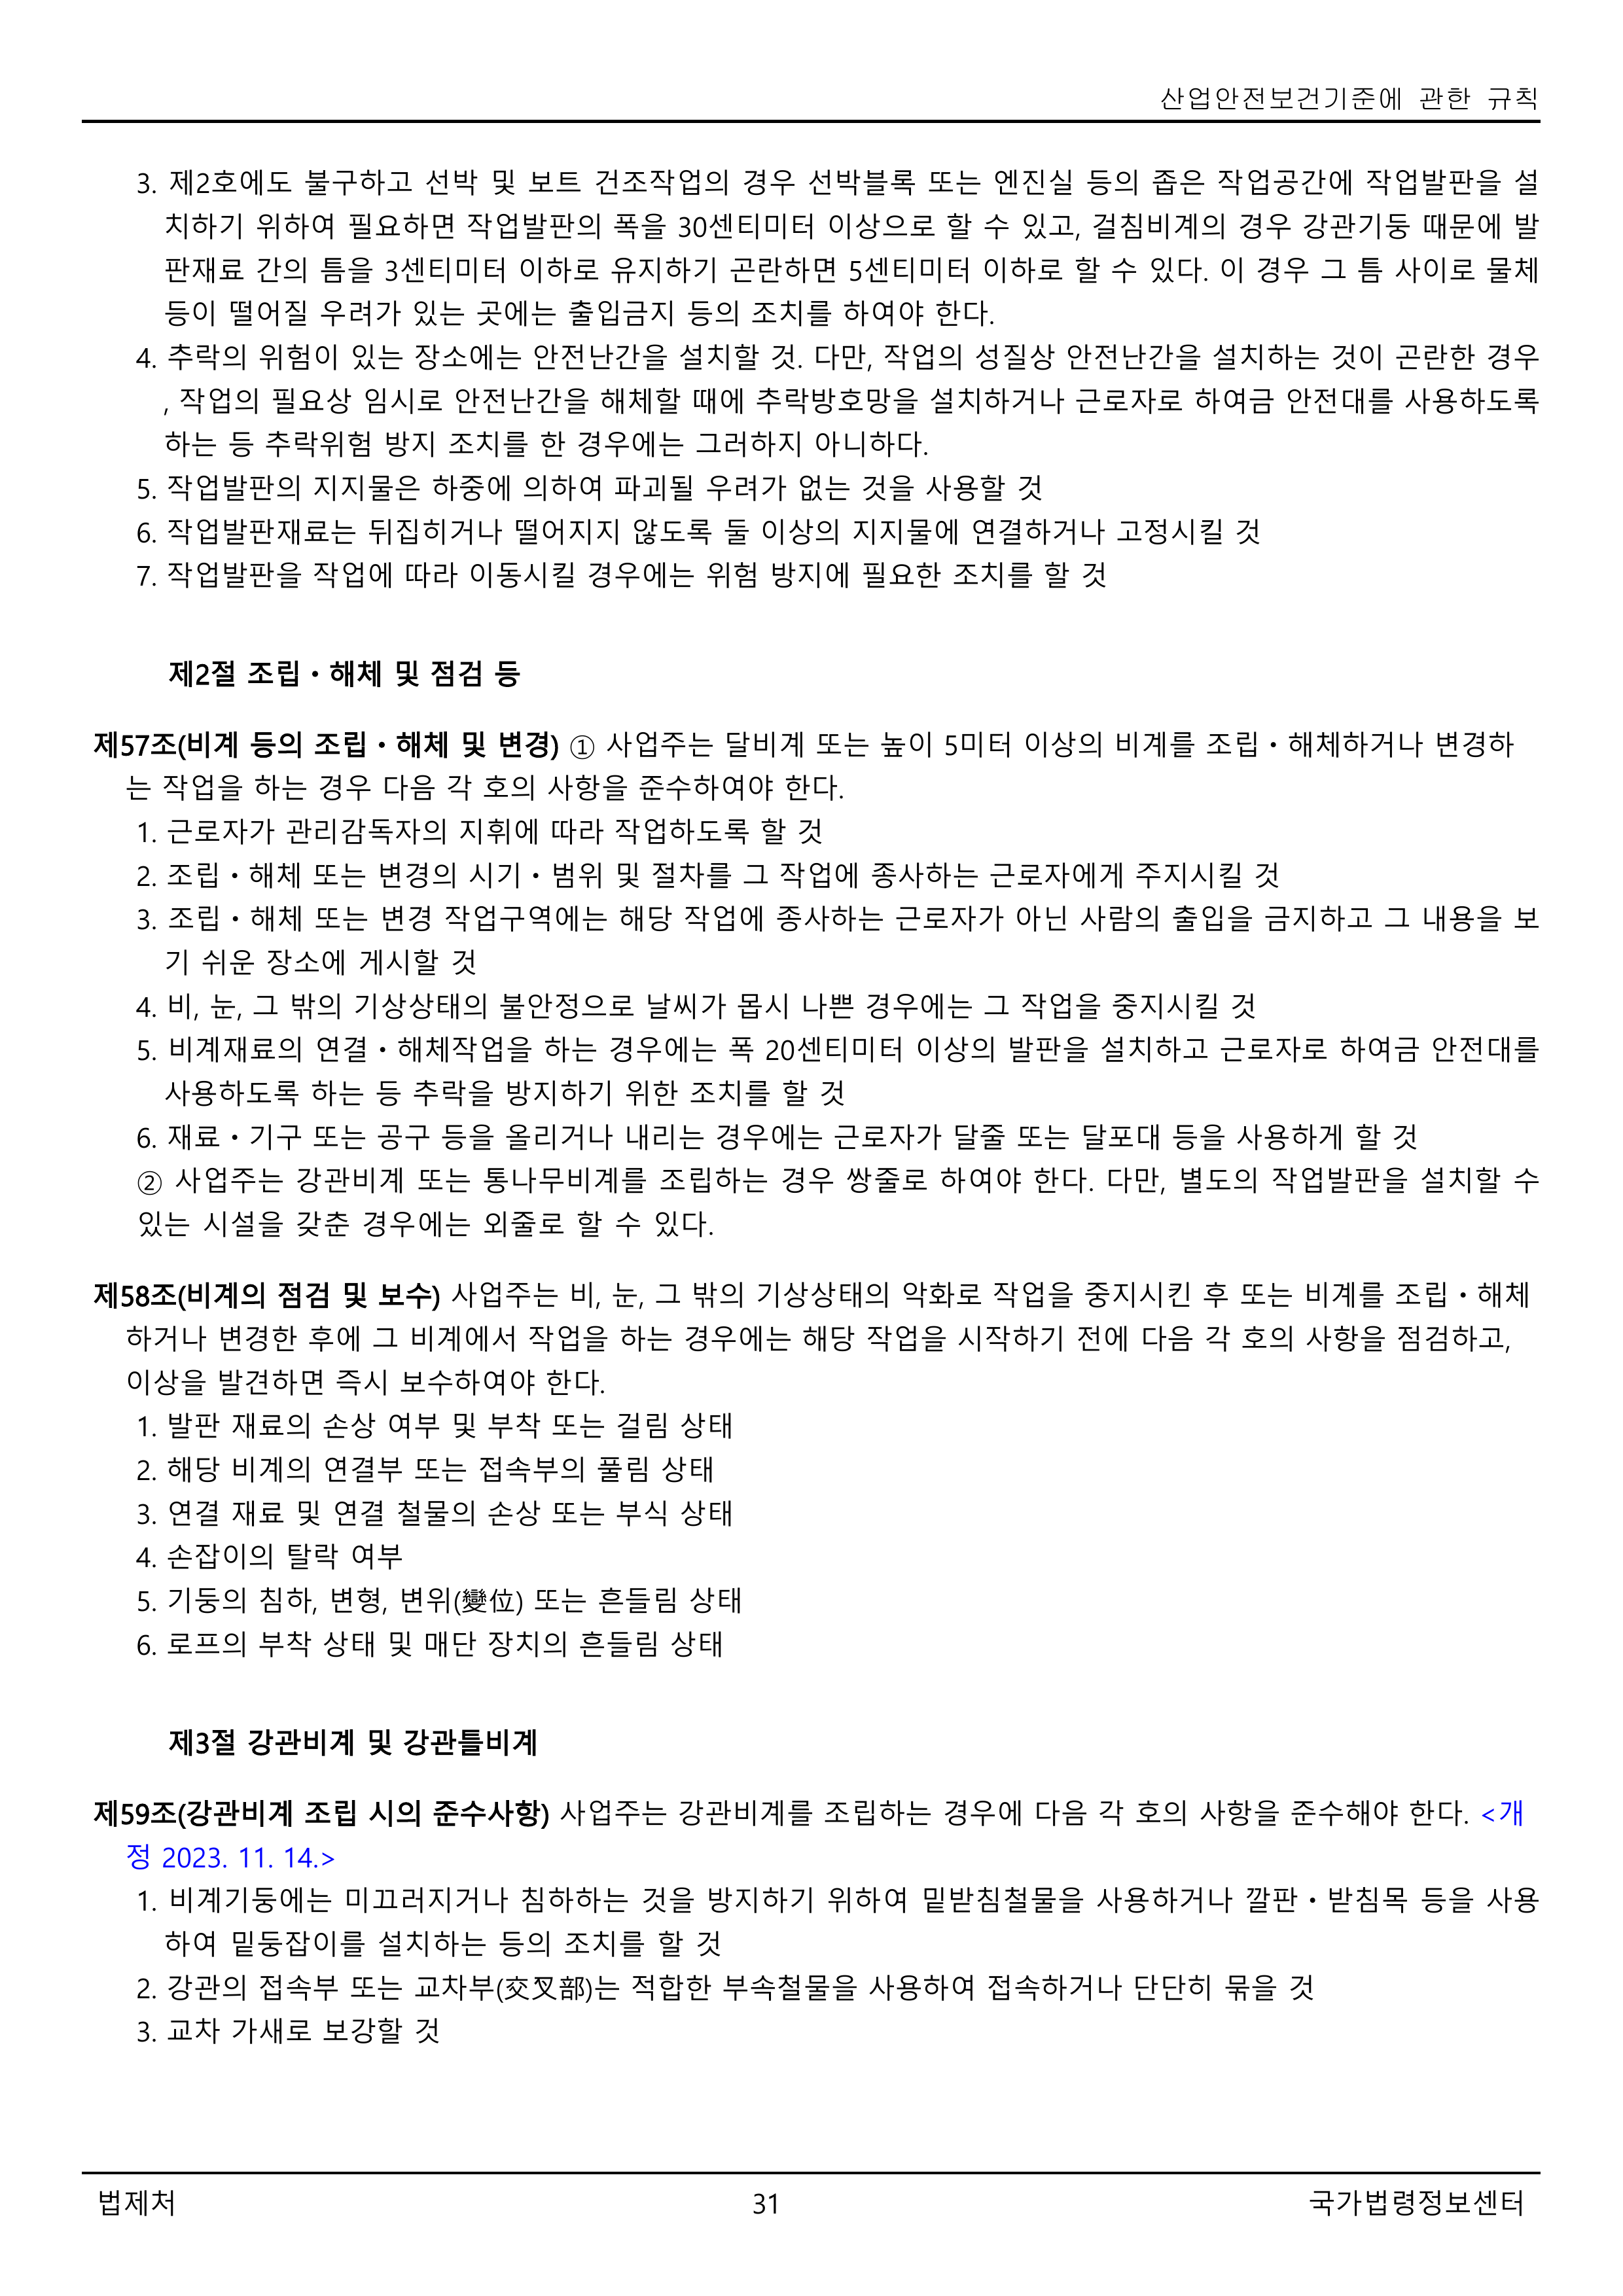 산업안전보건기준에 관한 규칙
3. 제2호에도 불구하고 선박 및 보트 건조작업의 경우 선박블록 또는 엔진실 등의 좁은 작업공간에 작업발판을 설
치하기 위하여 필요하면 작업발판의 폭을 30센티미터 이상으로 할 수 있고, 걸침비계의 경우 강관기둥 때문에 발
판재료 간의 틈을 3센티미터 이하로 유지하기 곤란하면 5센티미터 이하로 할 수 있다. 이 경우 그 틈 사이로 물체
등이 떨어질 우려가 있는 곳에는 출입금지 등의 조치를 하여야 한다.
4. 추락의 위험이 있는 장소에는 안전난간을 설치할 것. 다만, 작업의 성질상 안전난간을 설치하는 것이 곤란한 경우
, 작업의 필요상 임시로 안전난간을 해체할 때에 추락방호망을 설치하거나 근로자로 하여금 안전대를 사용하도록
하는 등 추락위험 방지 조치를 한 경우에는 그러하지 아니하다.
5. 작업발판의 지지물은 하중에 의하여 파괴될 우려가 없는 것을 사용할 것
6. 작업발판재료는 뒤집히거나 떨어지지 않도록 둘 이상의 지지물에 연결하거나 고정시킬 것
7. 작업발판을 작업에 따라 이동시킬 경우에는 위험 방지에 필요한 조치를 할 것
제2절 조립ㆍ해체 및 점검 등
제57조(비계 등의 조립ㆍ해체 및 변경) ① 사업주는 달비계 또는 높이 5미터 이상의 비계를 조립ㆍ해체하거나 변경하
는 작업을 하는 경우 다음 각 호의 사항을 준수하여야 한다.
1. 근로자가 관리감독자의 지휘에 따라 작업하도록 할 것
2. 조립ㆍ해체 또는 변경의 시기ㆍ범위 및 절차를 그 작업에 종사하는 근로자에게 주지시킬 것
3. 조립ㆍ해체 또는 변경 작업구역에는 해당 작업에 종사하는 근로자가 아닌 사람의 출입을 금지하고 그 내용을 보
기 쉬운 장소에 게시할 것
4. 비, 눈, 그 밖의 기상상태의 불안정으로 날씨가 몹시 나쁜 경우에는 그 작업을 중지시킬 것
5. 비계재료의 연결ㆍ해체작업을 하는 경우에는 폭 20센티미터 이상의 발판을 설치하고 근로자로 하여금 안전대를
사용하도록 하는 등 추락을 방지하기 위한 조치를 할 것
6. 재료ㆍ기구 또는 공구 등을 올리거나 내리는 경우에는 근로자가 달줄 또는 달포대 등을 사용하게 할 것
② 사업주는 강관비계 또는 통나무비계를 조립하는 경우 쌍줄로 하여야 한다. 다만, 별도의 작업발판을 설치할 수
있는 시설을 갖춘 경우에는 외줄로 할 수 있다.
제58조(비계의 점검 및 보수) 사업주는 비, 눈, 그 밖의 기상상태의 악화로 작업을 중지시킨 후 또는 비계를 조립ㆍ해체
하거나 변경한 후에 그 비계에서 작업을 하는 경우에는 해당 작업을 시작하기 전에 다음 각 호의 사항을 점검하고,
이상을 발견하면 즉시 보수하여야 한다.
1. 발판 재료의 손상 여부 및 부착 또는 걸림 상태
2. 해당 비계의 연결부 또는 접속부의 풀림 상태
3. 연결 재료 및 연결 철물의 손상 또는 부식 상태
4. 손잡이의 탈락 여부
5. 기둥의 침하, 변형, 변위(變位) 또는 흔들림 상태
6. 로프의 부착 상태 및 매단 장치의 흔들림 상태
제3절 강관비계 및 강관틀비계
제59조(강관비계 조립 시의 준수사항) 사업주는 강관비계를 조립하는 경우에 다음 각 호의 사항을 준수해야 한다. <개
정 2023. 11. 14.>
1. 비계기둥에는 미끄러지거나 침하하는 것을 방지하기 위하여 밑받침철물을 사용하거나 깔판ㆍ받침목 등을 사용
하여 밑둥잡이를 설치하는 등의 조치를 할 것
2. 강관의 접속부 또는 교차부(交叉部)는 적합한 부속철물을 사용하여 접속하거나 단단히 묶을 것
3. 교차 가새로 보강할 것
법제처 31 국가법령정보센터